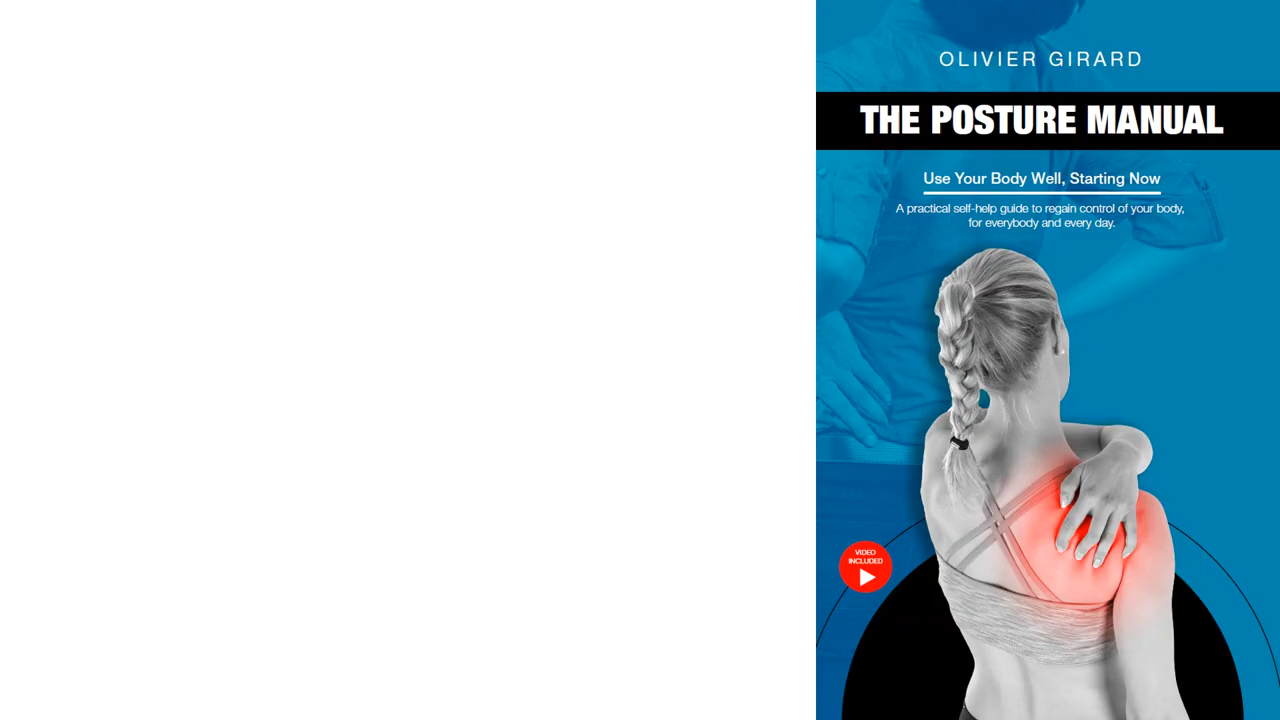 OLIVIER GIRARD
THE POSTURE MANUAL
Use Your Body Well, Starting Now
A practical self-help guide to regain control of your body,
for everybody and every day.
VIDEO
INCLUDED